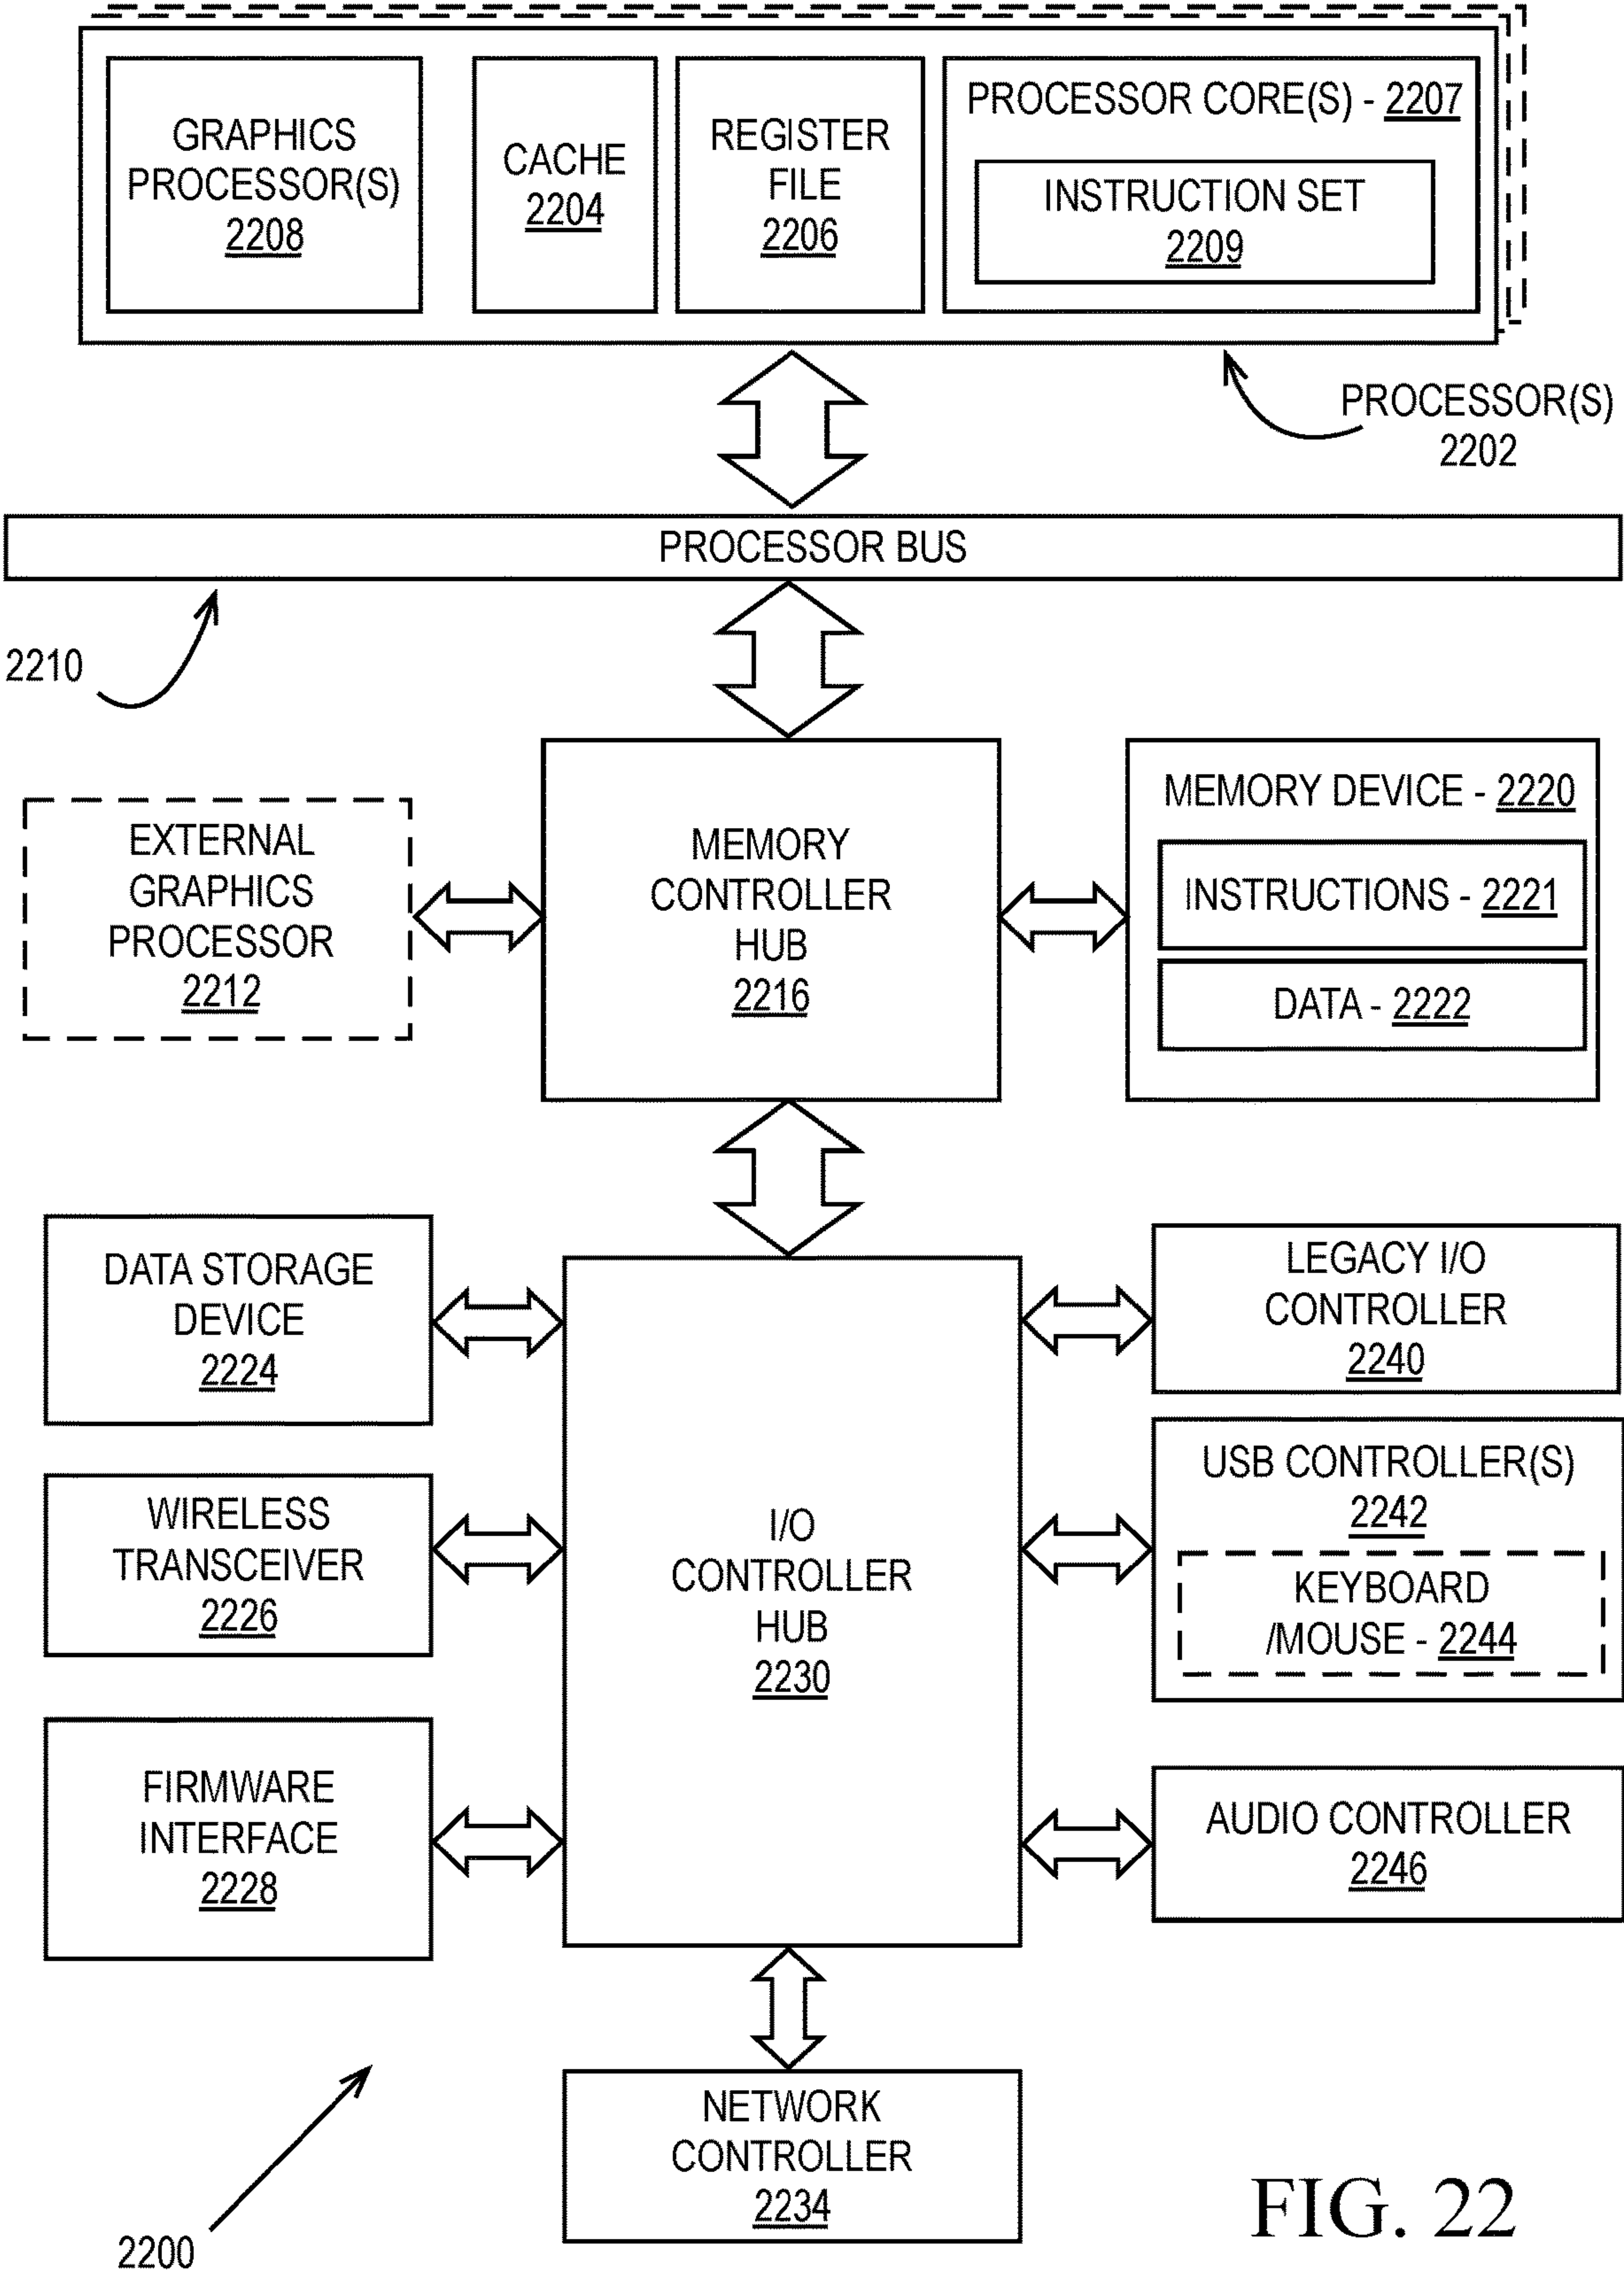 GRAPHICS
PROCESSOR(S)
2208
CACHE
2204
REGISTER
FILE
2206
PROCESSOR CORE(S) - 2207
INSTRUCTION SET
2209
PROCESSOR(S)
2202
PROCESSOR BUS
2210
EXTERNAL
GRAPHICS
PROCESSOR
2212
MEMORY
CONTROLLER
HUB
2216
MEMORY DEVICE - 2220
INSTRUCTIONS - 2221
DATA - 2222
DATA STORAGE
DEVICE
2224
WIRELESS
TRANSCEIVER
2226
FIRMWARE
INTERFACE
2228
I/O
CONTROLLER
HUB
2230
LEGACY I/O
CONTROLLER
2240
USB CONTROLLER(S)
2242
KEYBOARD
/MOUSE - 2244
AUDIO CONTROLLER
2246
NETWORK
CONTROLLER
2234
2200
FIG. 22